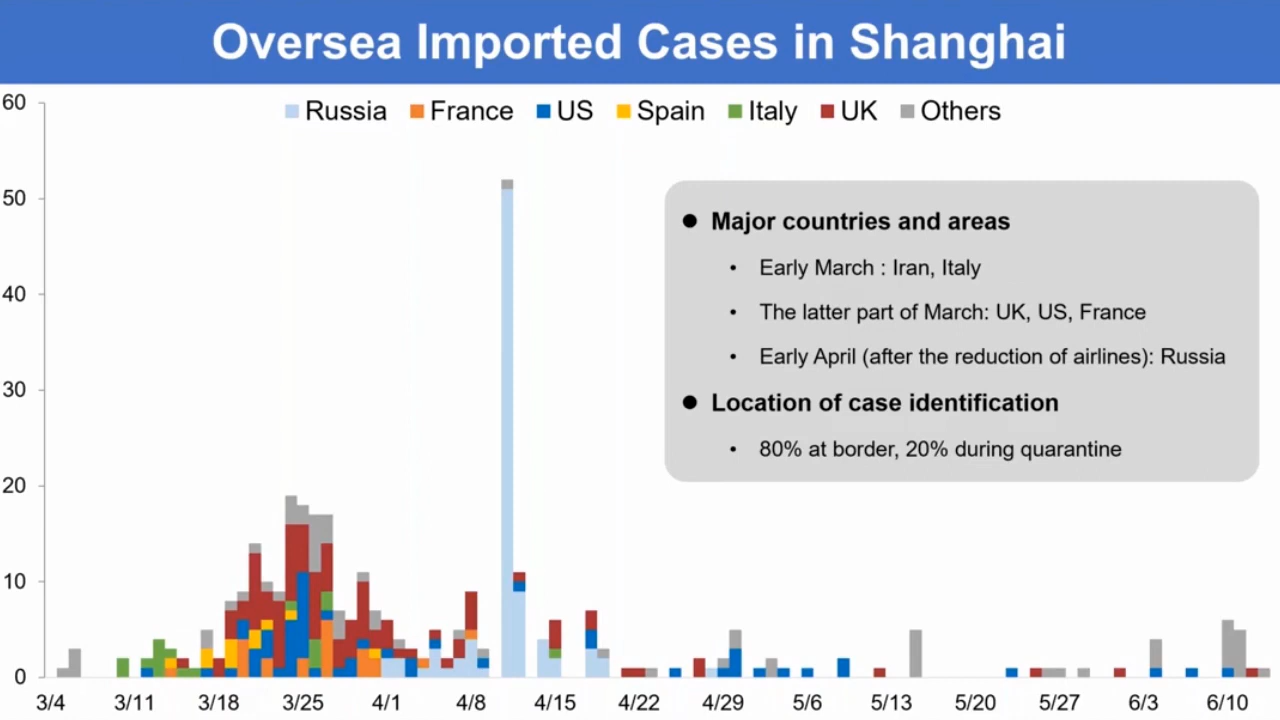 Oversea Imported Cases in Shanghai
Russia France US Spain Italy UK Others
60
50
40
30
20
10
0
● Major countries and areas
• Early March : Iran, Italy
• The latter part of March: UK, US, France
• Early April (after the reduction of airlines): Russia
● Location of case identification
• 80% at border, 20% during quarantine
3/4 3/11 3/18 3/25 4/1 4/8 4/15 4/22 4/29 5/6 5/13 5/20 5/27 6/3 6/10